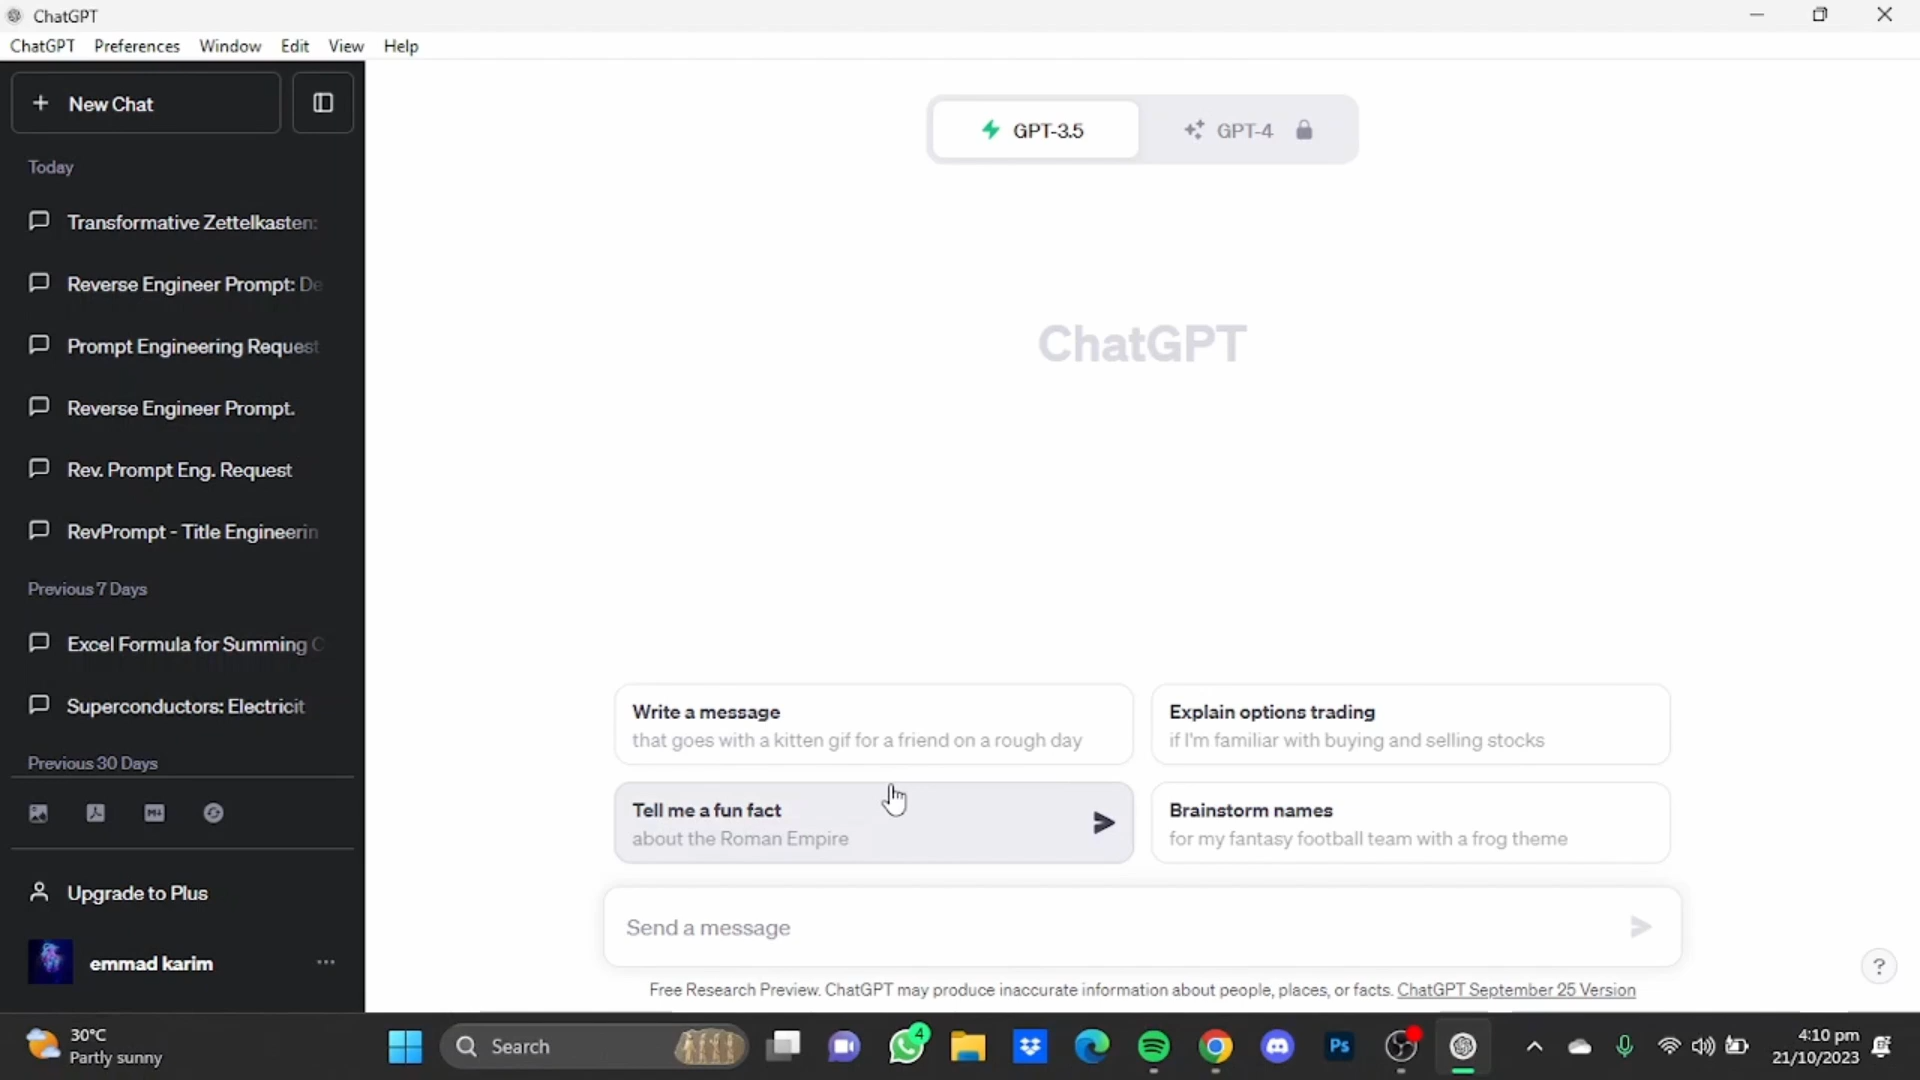 ChatGPT
ChatGPT Preferences Window Edit View Help
+ New Chat
Today
Transformative Zettelkasten:
Reverse Engineer Prompt: De
Prompt Engineering Request
Reverse Engineer Prompt.
Rev. Prompt Eng. Request
RevPrompt - Title Engineerin
Previous 7 Days
Excel Formula for Summing C
Superconductors: Electricit
Previous 30 Days
Upgrade to Plus
emmad karim
...
GPT-3.5
GPT-4
ChatGPT
Write a message
that goes with a kitten gif for a friend on a rough day
Explain options trading
if I'm familiar with buying and selling stocks
Tell me a fun fact
about the Roman Empire
Brainstorm names
for my fantasy football team with a frog theme
Send a message
?
Free Research Preview. ChatGPT may produce inaccurate information about people, places, or facts. ChatGPT September 25 Version
30°C
Partly sunny
Search
4
Ps
4:10 pm
21/10/2023